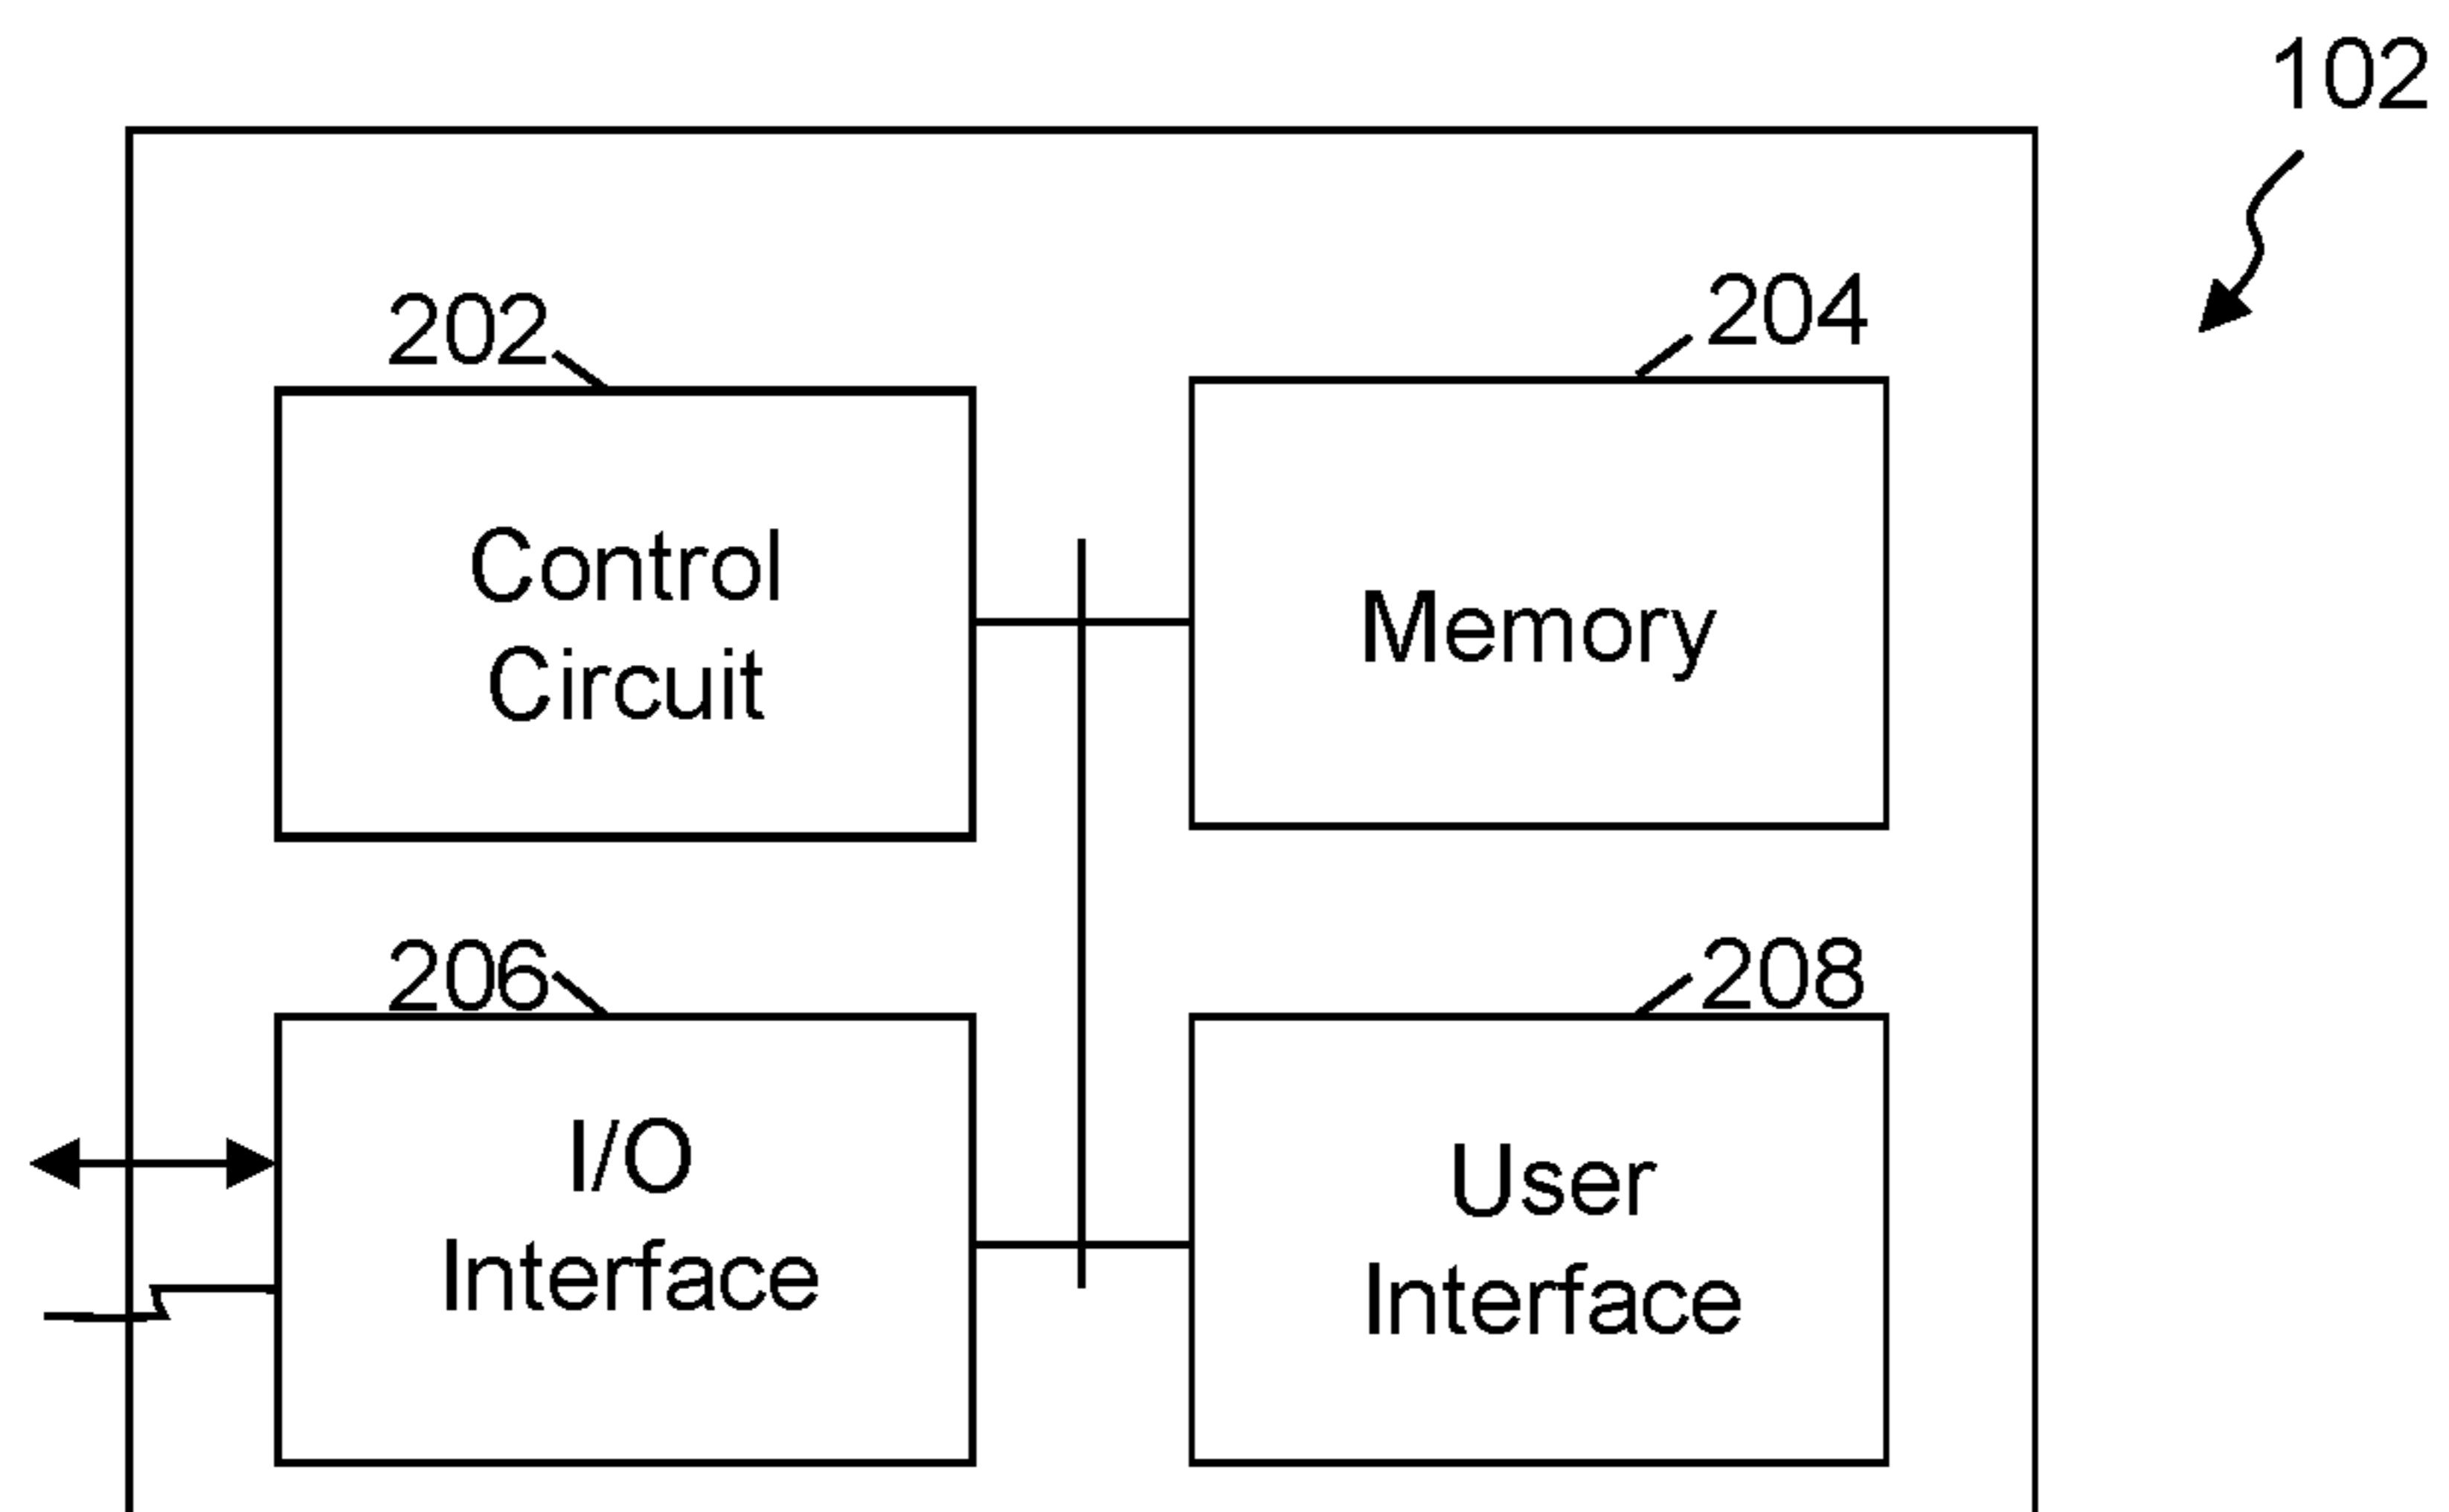 102
202
204
Control
Circuit
Memory
206
208
I/O
Interface
User
Interface